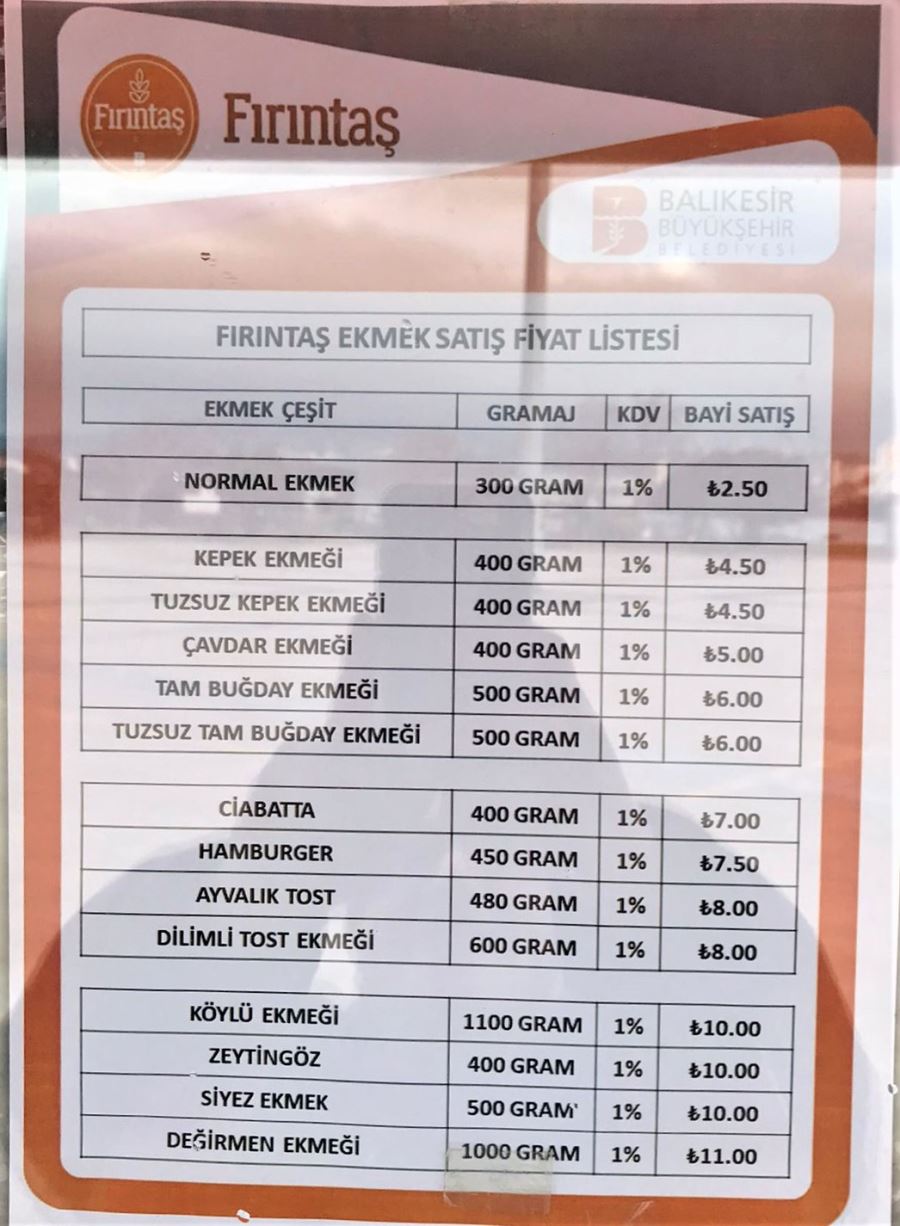 Fırıntaş
Fırıntaş
BALIKESİR
BÜYÜKŞEHİR
BELEDİYESİ
FIRINTAŞ EKMEK SATIŞ FİYAT LİSTESİ
EKMEK ÇEŞİT GRAMAJ KDV BAYİ SATIŞ
NORMAL EKMEK 300 GRAM 1% ₺2.50
KEPEK EKMEĞİ 400 GRAM 1% ₺4.50
TUZSUZ KEPEK EKMEĞİ 400 GRAM 1% ₺4.50
ÇAVDAR EKMEĞİ 400 GRAM 1% ₺5.00
TAM BUĞDAY EKMEĞİ 500 GRAM 1% ₺6.00
TUZSUZ TAM BUĞDAY EKMEĞİ 500 GRAM 1% ₺6.00
CİABATTA 400 GRAM 1% ₺7.00
HAMBURGER 450 GRAM 1% ₺7.50
AYVALIK TOST 480 GRAM 1% ₺8.00
DİLİMLİ TOST EKMEĞİ 600 GRAM 1% ₺8.00
KÖYLÜ EKMEĞİ 1100 GRAM 1% ₺10.00
ZEYTİNGÖZ 400 GRAM 1% ₺10.00
SİYEZ EKMEK 500 GRAM 1% ₺10.00
DEĞİRMEN EKMEĞİ 1000 GRAM 1% ₺11.00